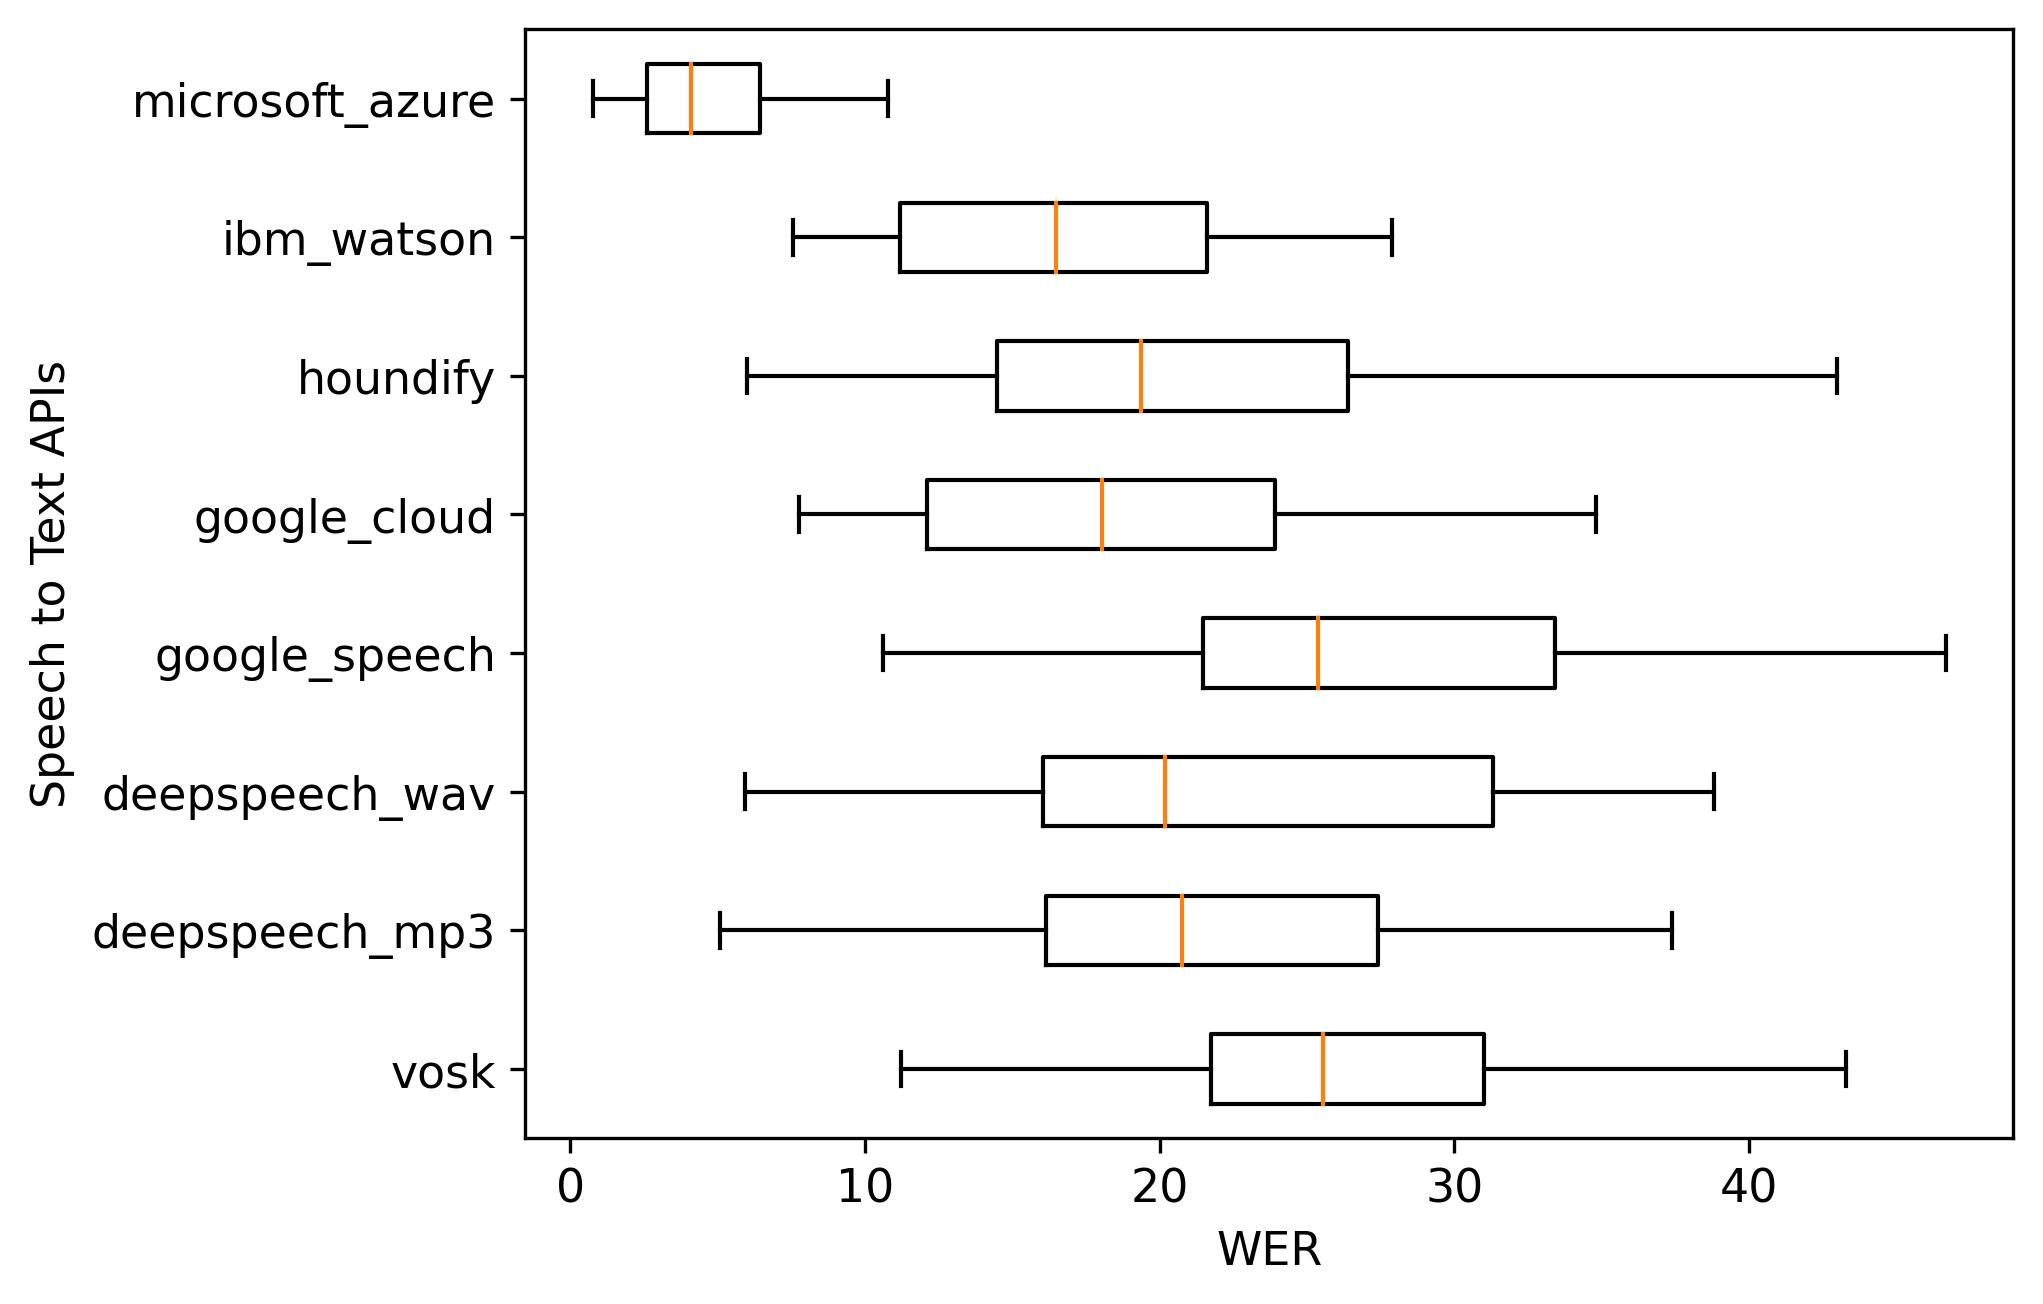 Speech to Text APIs
microsoft_azure
ibm_watson
houndify
google_cloud
google_speech
deepspeech_wav
deepspeech_mp3
vosk
0 10 20 30 40
WER